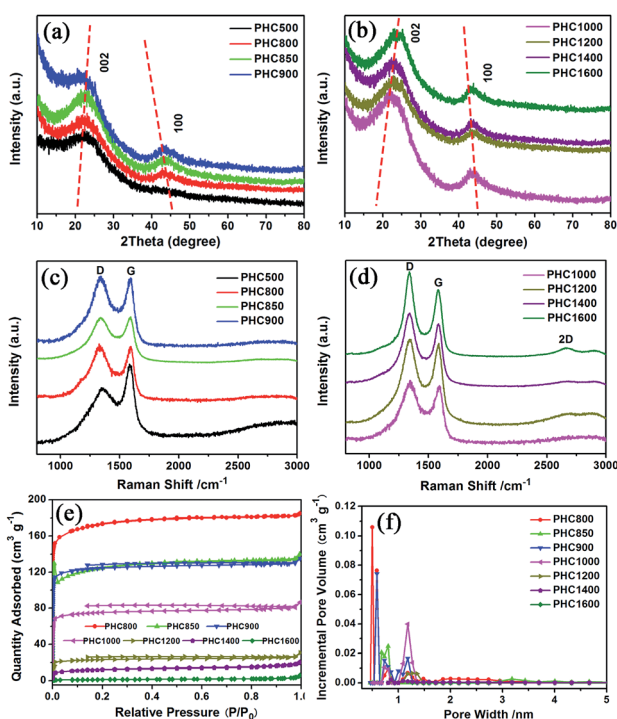 (a)
002
100
PHC500
PHC800
PHC850
PHC900
Intensity (a.u.)
10 20 30 40 50 60 70 80
2Theta (degree)
(b)
002
100
PHC1000
PHC1200
PHC1400
PHC1600
Intensity (a.u.)
10 20 30 40 50 60 70 80
2Theta (degree)
(c)
D G
PHC500
PHC800
PHC850
PHC900
Intensity (a.u.)
1000 1500 2000 2500 3000
Raman Shift /cm-1
(d)
D G
2D
PHC1000
PHC1200
PHC1400
PHC1600
Intensity (a.u.)
1000 1500 2000 2500 3000
Raman Shift /cm-1
(e)
Quantity Adsorbed (cm3 g-1)
200
160
120
80
40
0
PHC800 PHC850 PHC900
PHC1000 PHC1200 PHC1400 PHC1600
0.0 0.2 0.4 0.6 0.8 1.0
Relative Pressure (P/P0)
(f)
Incremental Pore Volume (cm3 g-1)
0.12
0.10
0.08
0.06
0.04
0.02
0.00
PHC800
PHC850
PHC900
PHC1000
PHC1200
PHC1400
PHC1600
0 1 2 3 4 5
Pore Width /nm